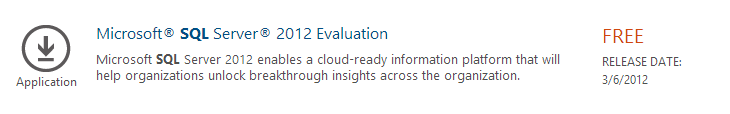 Microsoft® SQL Server® 2012 Evaluation
Microsoft SQL Server 2012 enables a cloud-ready information platform that will
help organizations unlock breakthrough insights across the organization.
Application
FREE
RELEASE DATE:
3/6/2012